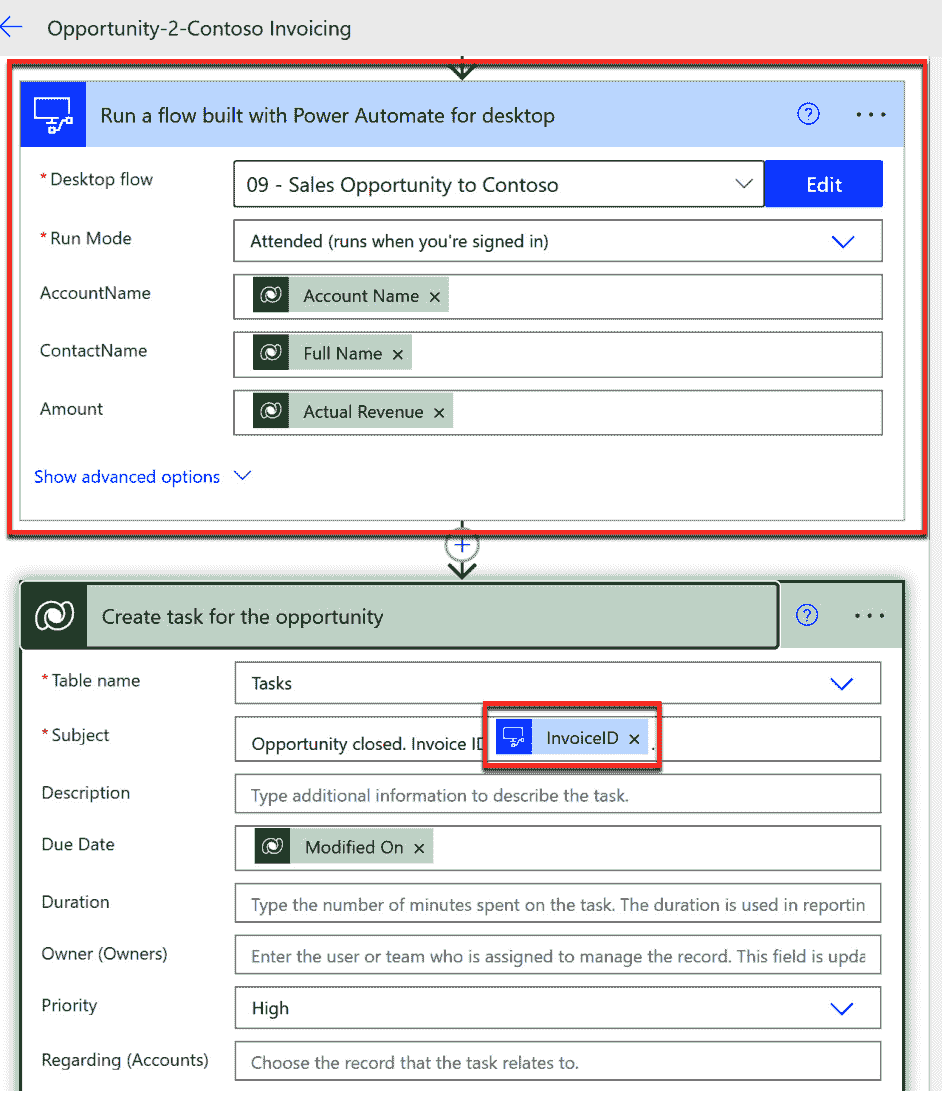 Opportunity-2-Contoso Invoicing
Run a flow built with Power Automate for desktop
* Desktop flow
09 - Sales Opportunity to Contoso
Edit
* Run Mode
Attended (runs when you're signed in)
AccountName
Account Name ×
ContactName
Full Name ×
Amount
Actual Revenue ×
Show advanced options
Create task for the opportunity
* Table name
Tasks
* Subject
Opportunity closed. Invoice ID InvoiceID × .
Description
Type additional information to describe the task.
Due Date
Modified On ×
Duration
Type the number of minutes spent on the task. The duration is used in reportin
Owner (Owners)
Enter the user or team who is assigned to manage the record. This field is upda
Priority
High
Regarding (Accounts)
Choose the record that the task relates to.